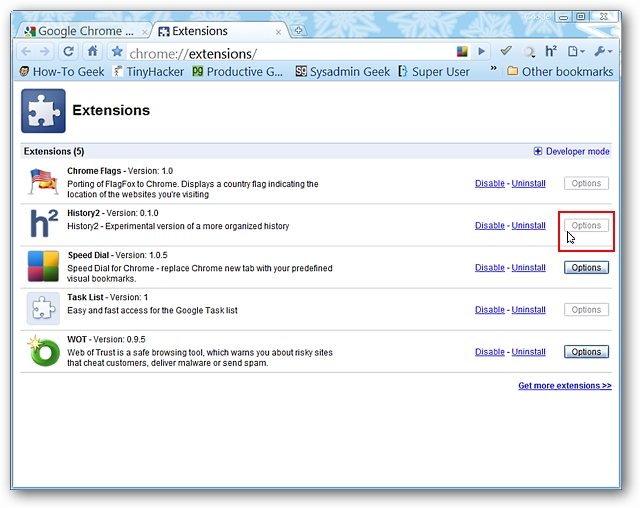 Google Chrome ... Extensions
chrome://extensions/ h²
How-To Geek TinyHacker pg Productive G... SG Sysadmin Geek Super User » Other bookmarks
Extensions
Extensions (5) Developer mode
Chrome Flags - Version: 1.0
Porting of FlagFox to Chrome. Displays a country flag indicating the location of the websites you're visiting
Disable - Uninstall Options
h² History2 - Version: 0.1.0
History2 - Experimental version of a more organized history
Disable - Uninstall Options
Speed Dial - Version: 1.0.5
Speed Dial for Chrome - replace Chrome new tab with your predefined visual bookmarks.
Disable - Uninstall Options
Task List - Version: 1
Easy and fast access for the Google Task list
Disable - Uninstall Options
WOT - Version: 0.9.5
Web of Trust is a safe browsing tool, which warns you about risky sites that cheat customers, deliver malware or send spam.
Disable - Uninstall Options
Get more extensions >>